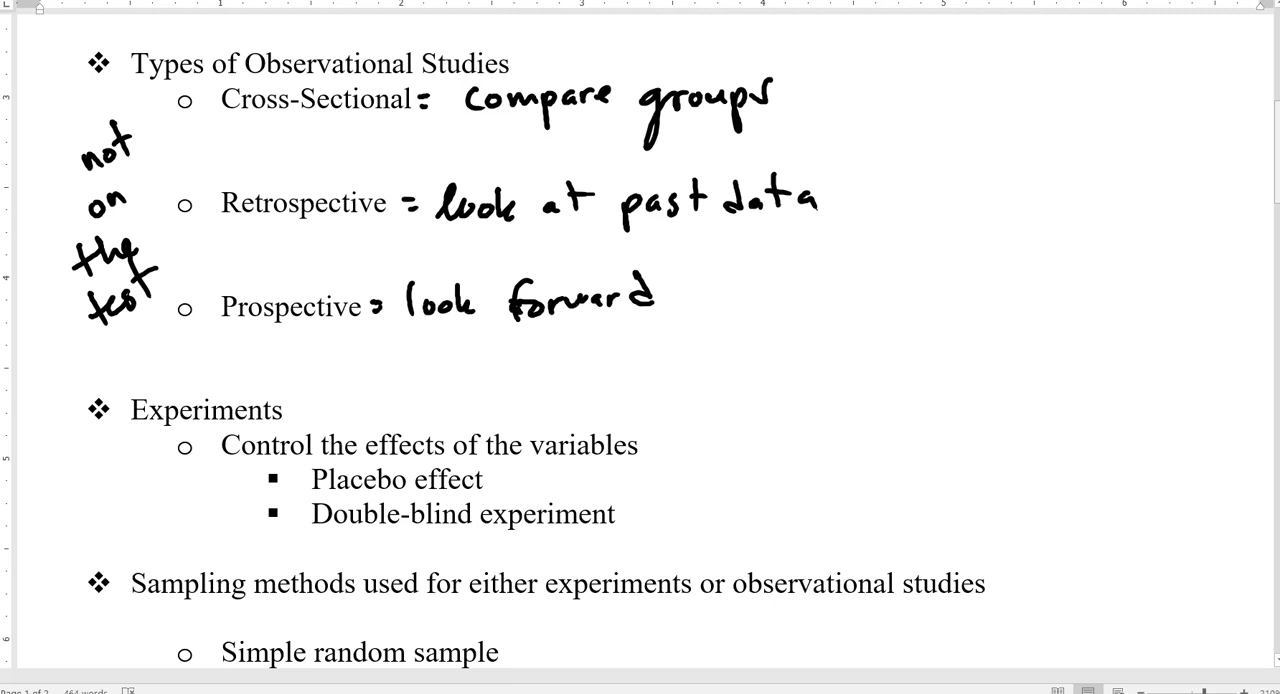 ❖ Types of Observational Studies
o Cross-Sectional = compare groups
not
on
the
test
o Retrospective = look at past data
o Prospective = look forward
❖ Experiments
o Control the effects of the variables
▪ Placebo effect
▪ Double-blind experiment
❖ Sampling methods used for either experiments or observational studies
o Simple random sample